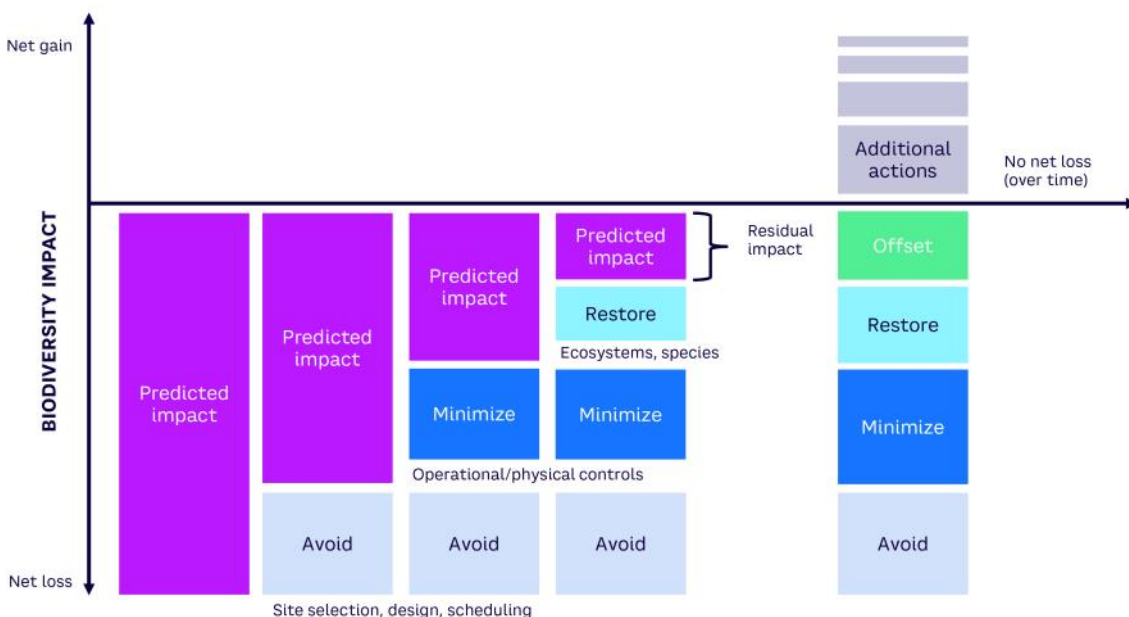 Net gain
BIODIVERSITY IMPACT
Net loss
Additional
actions
No net loss
(over time)
Predicted
impact
Predicted
impact
Predicted
impact
Predicted
impact
Residual
impact
Offset
Restore
Restore
Ecosystems, species
Minimize
Minimize
Minimize
Operational/physical controls
Avoid
Avoid
Avoid
Avoid
Site selection, design, scheduling